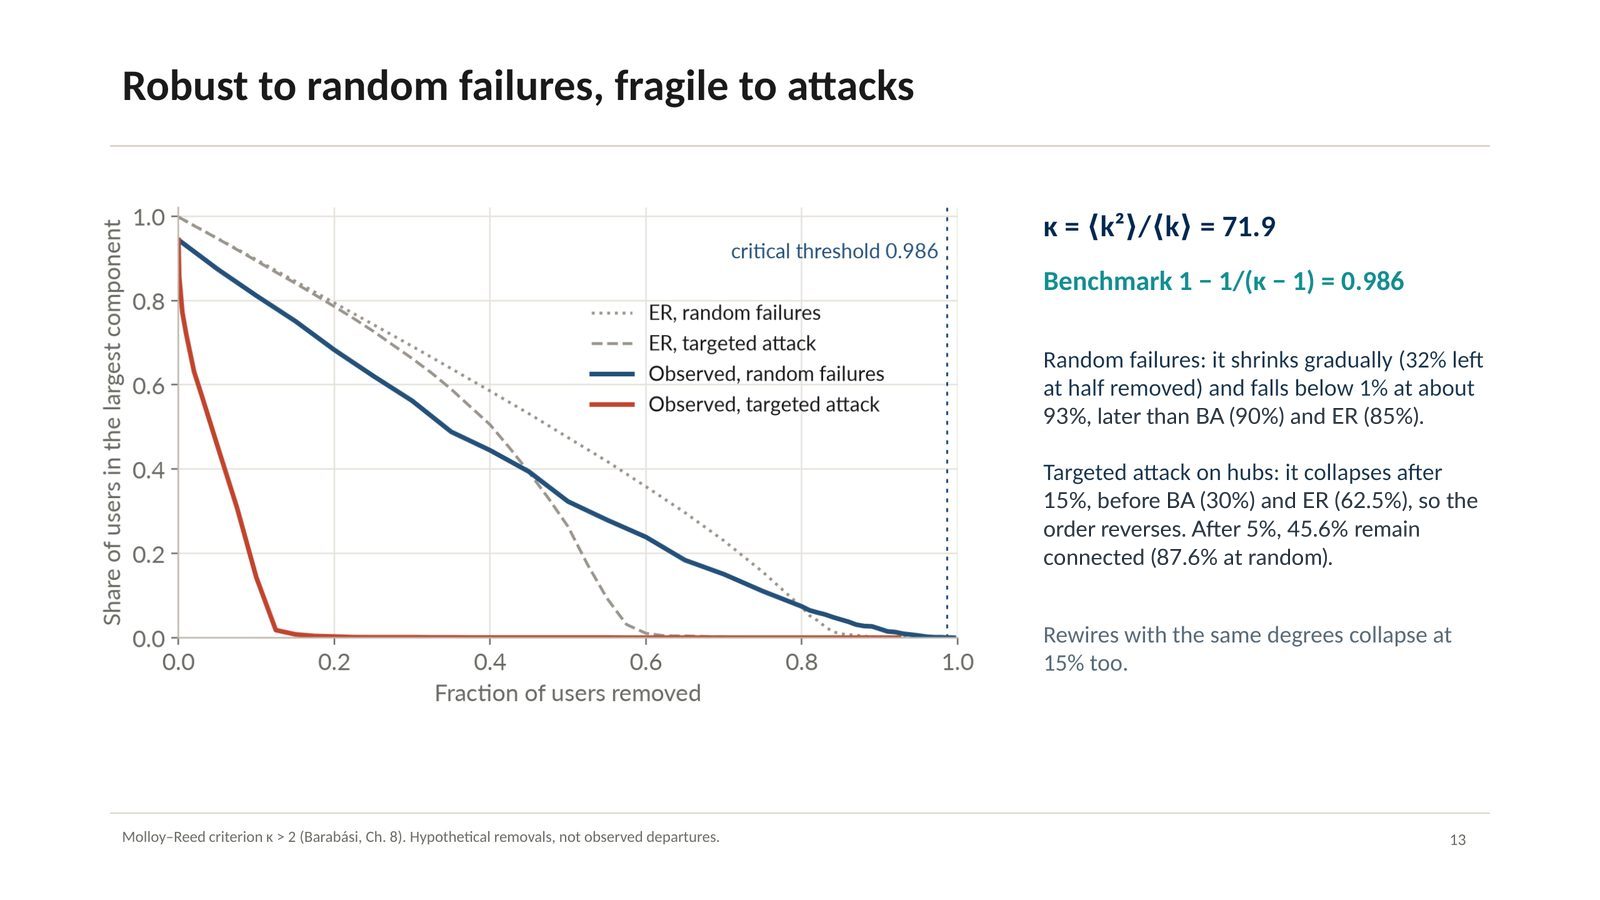 Robust to random failures, fragile to attacks
Share of users in the largest component
1.0
0.8
0.6
0.4
0.2
0.0
0.0
0.2
0.4
0.6
0.8
1.0
Fraction of users removed
critical threshold 0.986
ER, random failures
ER, targeted attack
Observed, random failures
Observed, targeted attack
κ = ⟨k²⟩/⟨k⟩ = 71.9
Benchmark 1 − 1/(κ − 1) = 0.986
Random failures: it shrinks gradually (32% left
at half removed) and falls below 1% at about
93%, later than BA (90%) and ER (85%).
Targeted attack on hubs: it collapses after
15%, before BA (30%) and ER (62.5%), so the
order reverses. After 5%, 45.6% remain
connected (87.6% at random).
Rewires with the same degrees collapse at
15% too.
Molloy–Reed criterion κ > 2 (Barabási, Ch. 8). Hypothetical removals, not observed departures.
13